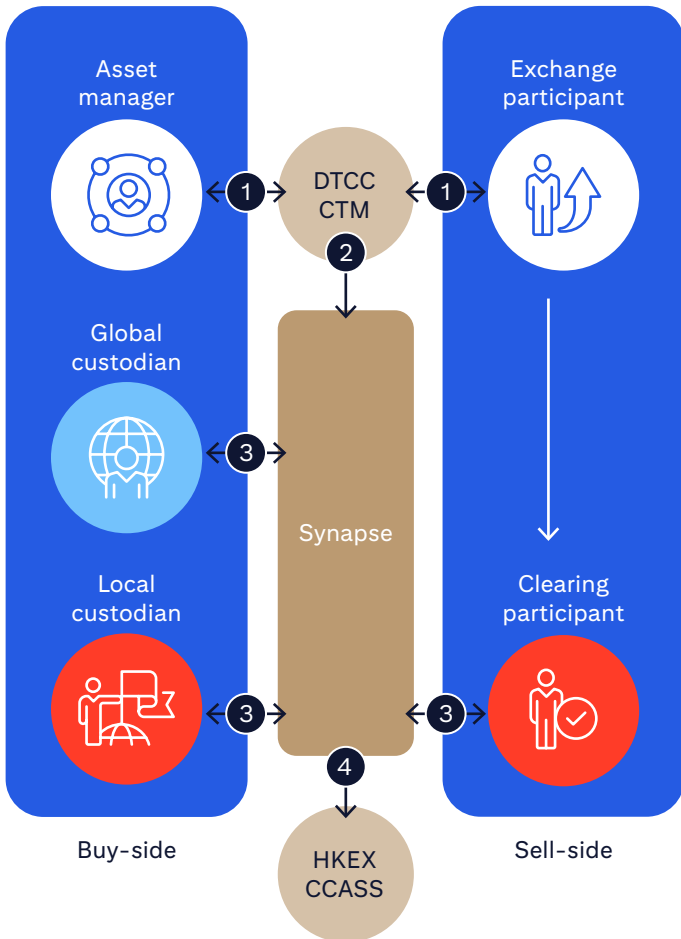 Asset
manager
Exchange
participant
1
DTCC
CTM
1
2
Global
custodian
3
Synapse
Local
custodian
Clearing
participant
3
3
4
Buy-side
Sell-side
HKEX
CCASS